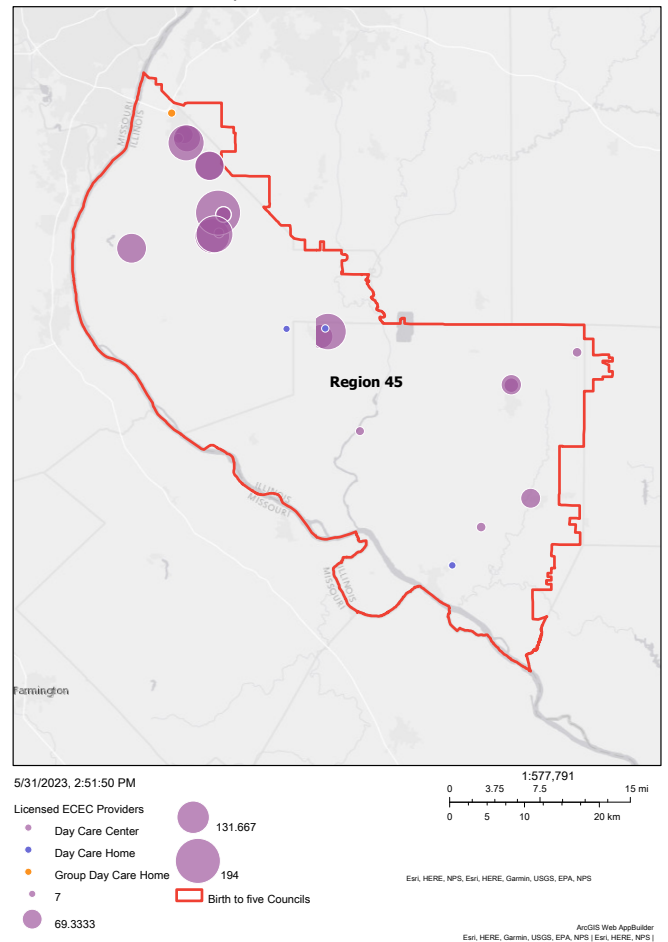 MISSOURI
ILLINOIS
Region 45
ILLINOIS
MISSOURI
ILLINOIS
MISSOURI
Farmington
5/31/2023, 2:51:50 PM
1:577,791
0 3.75 7.5 15 mi
0 5 10 20 km
Licensed ECEC Providers
Day Care Center
Day Care Home
Group Day Care Home
7
69.3333
131.667
194
Birth to five Councils
Esri, HERE, NPS, Esri, HERE, Garmin, USGS, EPA, NPS
ArcGIS Web AppBuilder
Esri, HERE, Garmin, USGS, EPA, NPS | Esri, HERE, NPS |